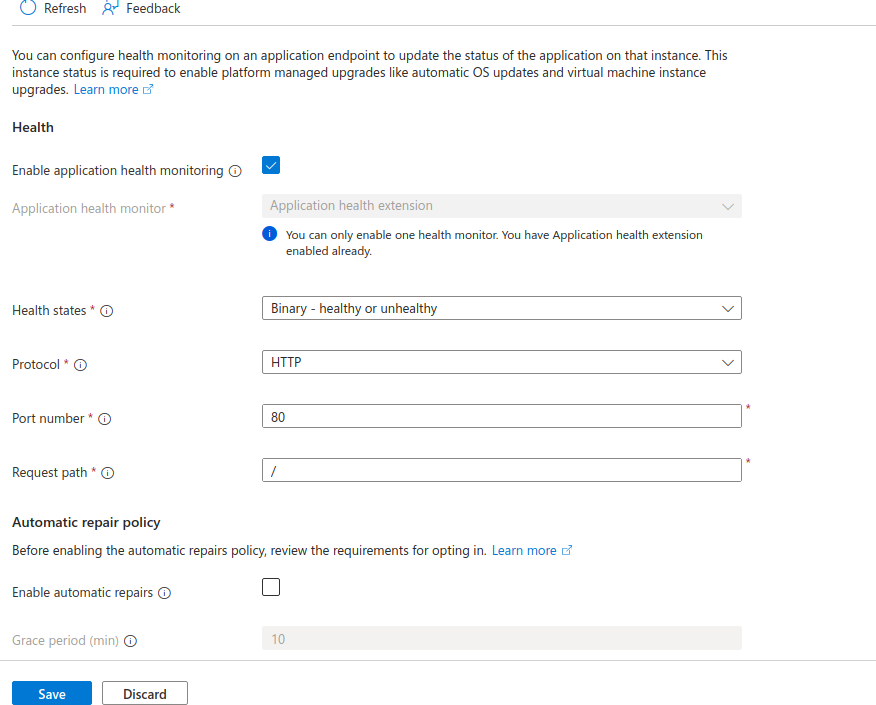 Refresh Feedback
You can configure health monitoring on an application endpoint to update the status of the application on that instance. This
instance status is required to enable platform managed upgrades like automatic OS updates and virtual machine instance
upgrades. Learn more
Health
Enable application health monitoring
Application health monitor * Application health extension
You can only enable one health monitor. You have Application health extension
enabled already.
Health states * Binary - healthy or unhealthy
Protocol * HTTP
Port number * 80 *
Request path * / *
Automatic repair policy
Before enabling the automatic repairs policy, review the requirements for opting in. Learn more
Enable automatic repairs
Grace period (min) 10
Save Discard